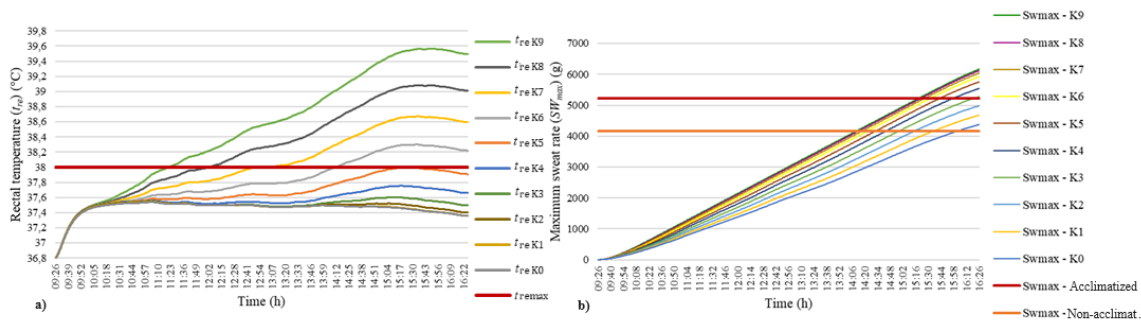 39,8
39,6
39,4
39,2
39
38,8
38,6
38,4
38,2
38
37,8
37,6
37,4
37,2
37
36,8
Rectal temperature (tre) (°C)
09:26 09:39 09:52 10:05 10:18 10:31 10:44 10:57 11:10 11:23 11:36 11:49 12:02 12:15 12:28 12:41 12:54 13:07 13:20 13:33 13:46 13:59 14:12 14:25 14:38 14:51 15:04 15:17 15:30 15:43 15:56 16:09 16:22
Time (h)
a)
tre K9
tre K8
tre K7
tre K6
tre K5
tre K4
tre K3
tre K2
tre K1
tre K0
tremax
7000
6000
5000
4000
3000
2000
1000
0
Maximum sweat rate (SWmax) (g)
09:26 09:40 09:54 10:08 10:22 10:36 10:50 11:04 11:18 11:32 11:46 12:00 12:14 12:28 12:42 12:56 13:10 13:24 13:38 13:52 14:06 14:20 14:34 14:48 15:02 15:16 15:30 15:44 15:58 16:12 16:26
Time (h)
b)
Swmax - K9
Swmax - K8
Swmax - K7
Swmax - K6
Swmax - K5
Swmax - K4
Swmax - K3
Swmax - K2
Swmax - K1
Swmax - K0
Swmax - Acclimatized
Swmax -Non-acclimat.